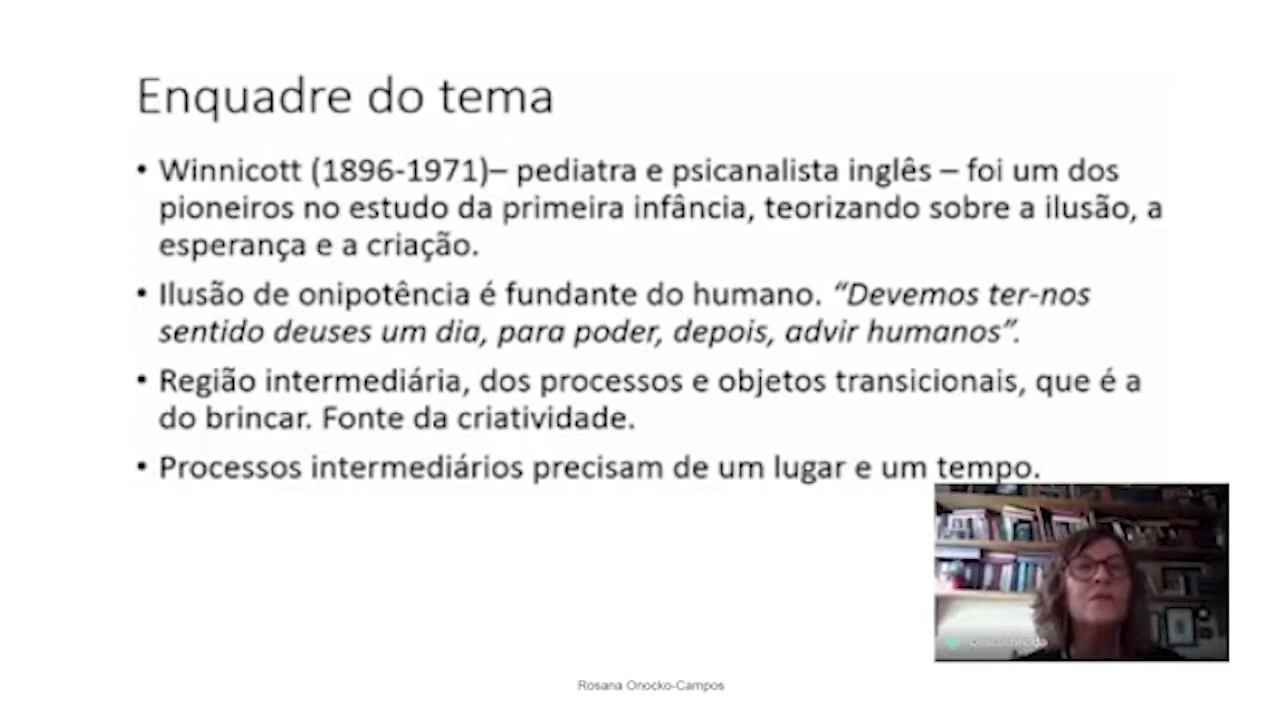 Enquadre do tema
• Winnicott (1896-1971)– pediatra e psicanalista inglês – foi um dos
pioneiros no estudo da primeira infância, teorizando sobre a ilusão, a
esperança e a criação.
• Ilusão de onipotência é fundante do humano. “Devemos ter-nos
sentido deuses um dia, para poder, depois, advir humanos”.
• Região intermediária, dos processos e objetos transicionais, que é a
do brincar. Fonte da criatividade.
• Processos intermediários precisam de um lugar e um tempo.
Rosana Onocko-Campos